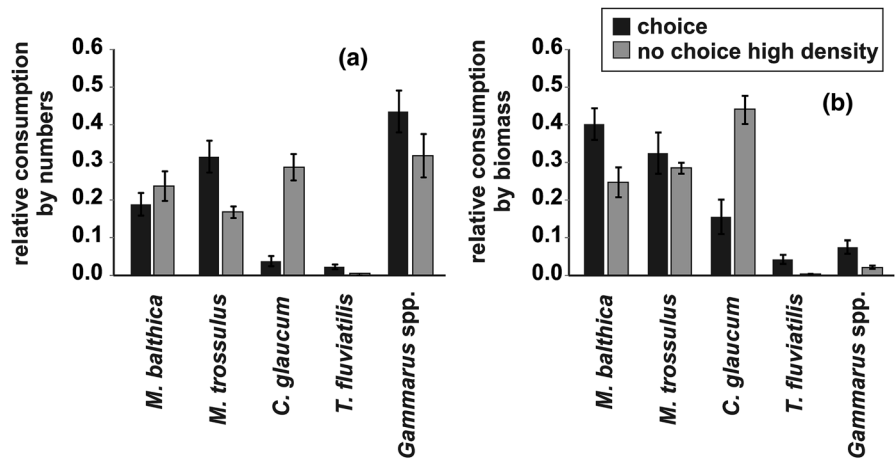 choice
no choice high density
(a)
relative consumption
by numbers
0.6
0.5
0.4
0.3
0.2
0.1
0.0
M. balthica
M. trossulus
C. glaucum
T. fluviatilis
Gammarus spp.
(b)
relative consumption
by biomass
0.6
0.5
0.4
0.3
0.2
0.1
0.0
M. balthica
M. trossulus
C. glaucum
T. fluviatilis
Gammarus spp.